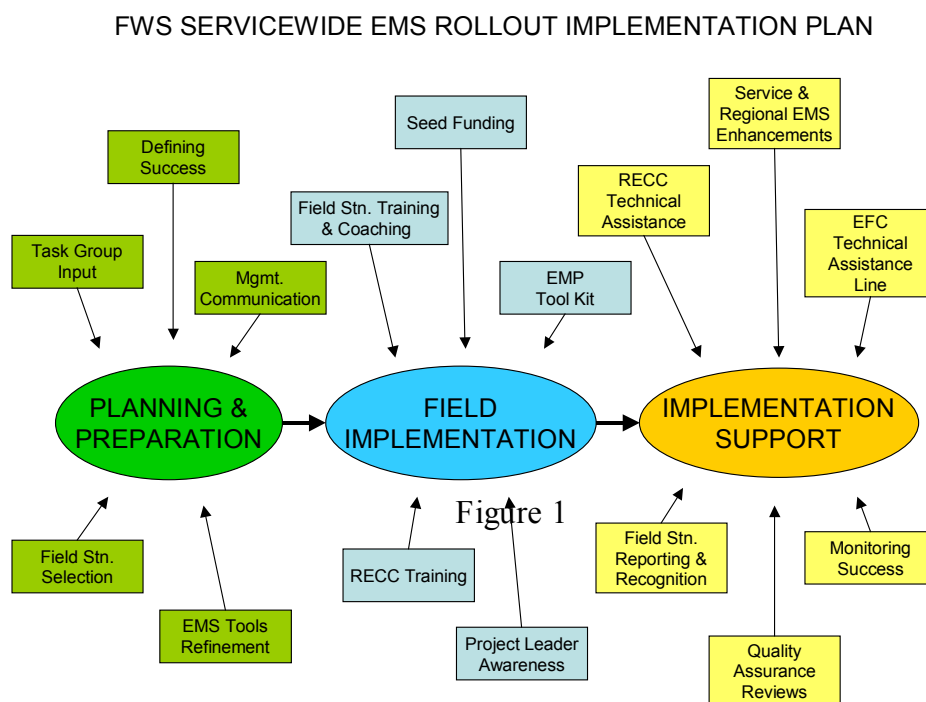 FWS SERVICEWIDE EMS ROLLOUT IMPLEMENTATION PLAN
Task Group
Input
Defining
Success
Mgmt.
Communication
Field Stn. Training
& Coaching
Seed Funding
EMP
Tool Kit
RECC
Technical
Assistance
Service &
Regional EMS
Enhancements
EFC
Technical
Assistance
Line
PLANNING &
PREPARATION
FIELD
IMPLEMENTATION
IMPLEMENTATION
SUPPORT
Figure 1
Field Stn.
Selection
EMS Tools
Refinement
RECC Training
Project Leader
Awareness
Field Stn.
Reporting &
Recognition
Quality
Assurance
Reviews
Monitoring
Success